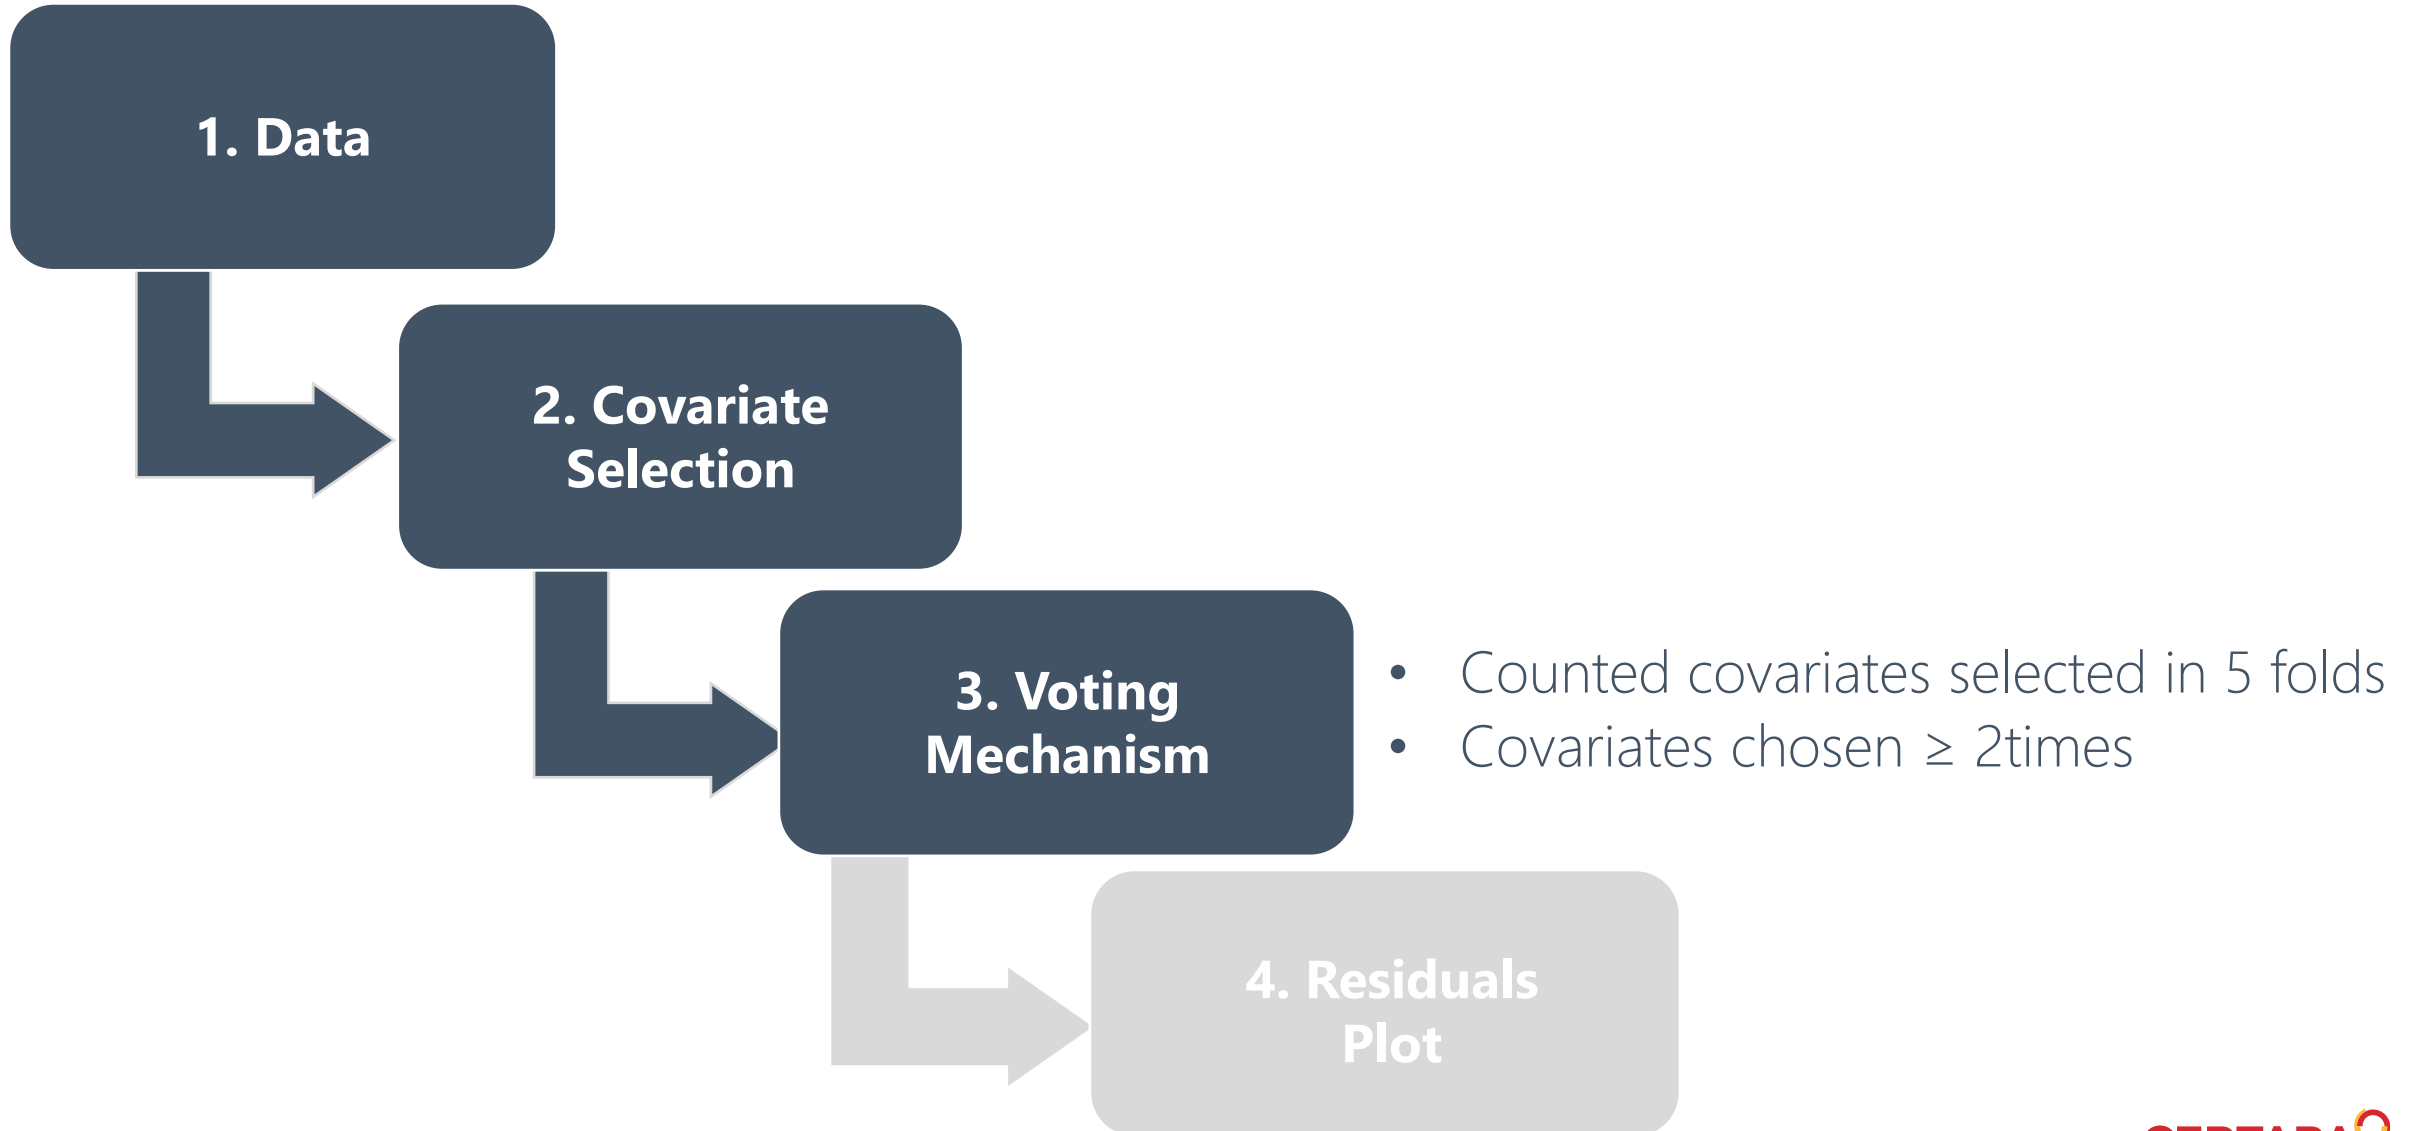 1. Data
2. Covariate
Selection
3. Voting
Mechanism
• Counted covariates selected in 5 folds
• Covariates chosen ≥ 2times
4. Residuals
Plot
CERTARA